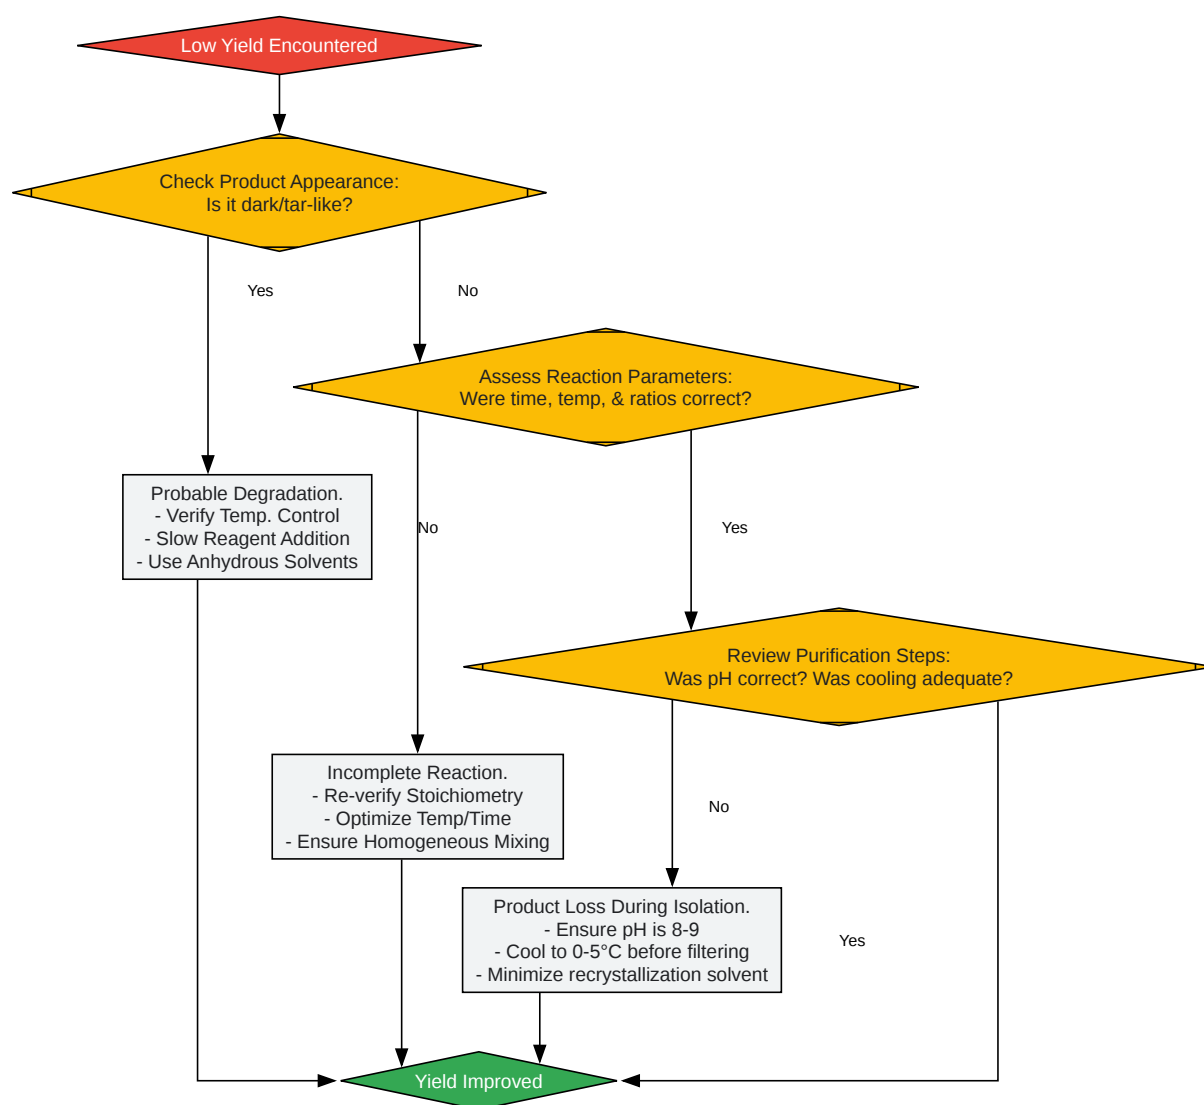 Low Yield Encountered
Check Product Appearance:
Is it dark/tar-like?
Yes
No
Assess Reaction Parameters:
Were time, temp, & ratios correct?
Probable Degradation.
- Verify Temp. Control
- Slow Reagent Addition
- Use Anhydrous Solvents
No
Yes
Review Purification Steps:
Was pH correct? Was cooling adequate?
Incomplete Reaction.
- Re-verify Stoichiometry
- Optimize Temp/Time
- Ensure Homogeneous Mixing
No
Product Loss During Isolation.
- Ensure pH is 8-9
- Cool to 0-5°C before filtering
- Minimize recrystallization solvent
Yes
Yield Improved